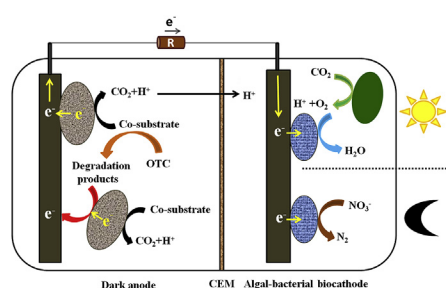 e⁻
R
CO₂+H⁺
H⁺
CO₂
e⁻
e
Co-substrate
H⁺ +O₂
e⁻
OTC
H₂O
Degradation
products
e⁻
e
Co-substrate
e⁻
NO₃⁻
CO₂+H⁺
N₂
Dark anode
CEM
Algal-bacterial biocathode